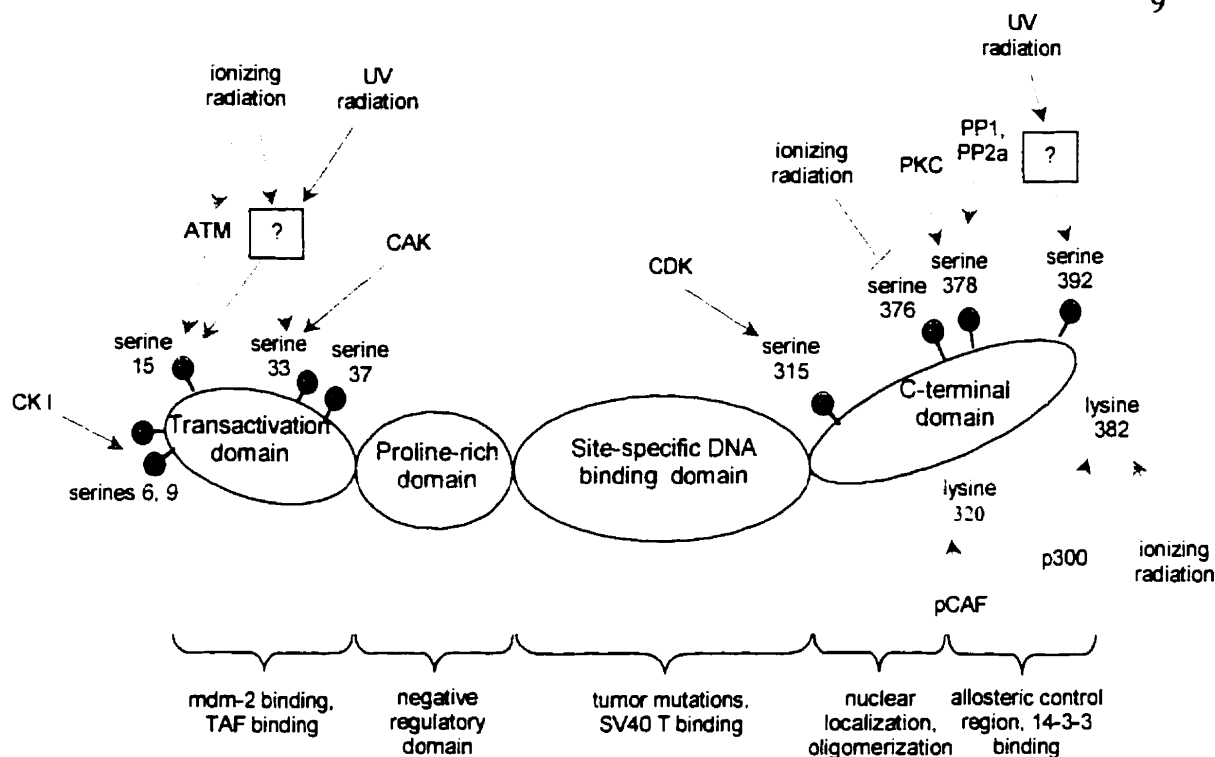 9
ionizing
radiation
UV
radiation
ATM
?
CAK
serine
15
serine
33
serine
37
CK I
serines 6, 9
Transactivation
domain
Proline-rich
domain
Site-specific DNA
binding domain
CDK
serine
315
ionizing
radiation
PKC
PP1,
PP2a
UV
radiation
?
serine
376
serine
378
serine
392
C-terminal
domain
lysine
382
lysine
320
pCAF
p300
ionizing
radiation
mdm-2 binding,
TAF binding
negative
regulatory
domain
tumor mutations,
SV40 T binding
nuclear
localization,
oligomerization
allosteric control
region, 14-3-3
binding